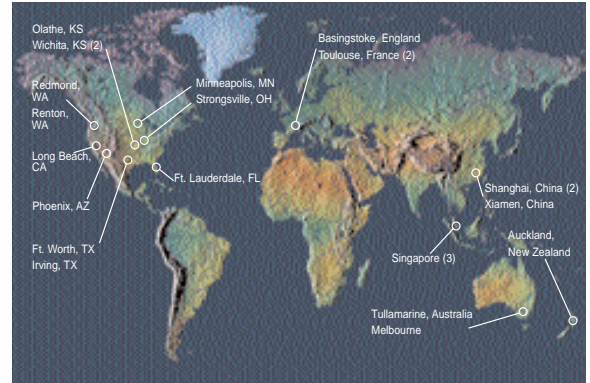 Olathe, KS
Wichita, KS (2)
Basingstoke, England
Toulouse, France (2)
Minneapolis, MN
Strongsville, OH
Redmond,
WA
Renton,
WA
Long Beach,
CA
Ft. Lauderdale, FL
Phoenix, AZ
Shanghai, China (2)
Xiamen, China
Ft. Worth, TX
Irving, TX
Singapore (3)
Auckland,
New Zealand
Tullamarine, Australia
Melbourne